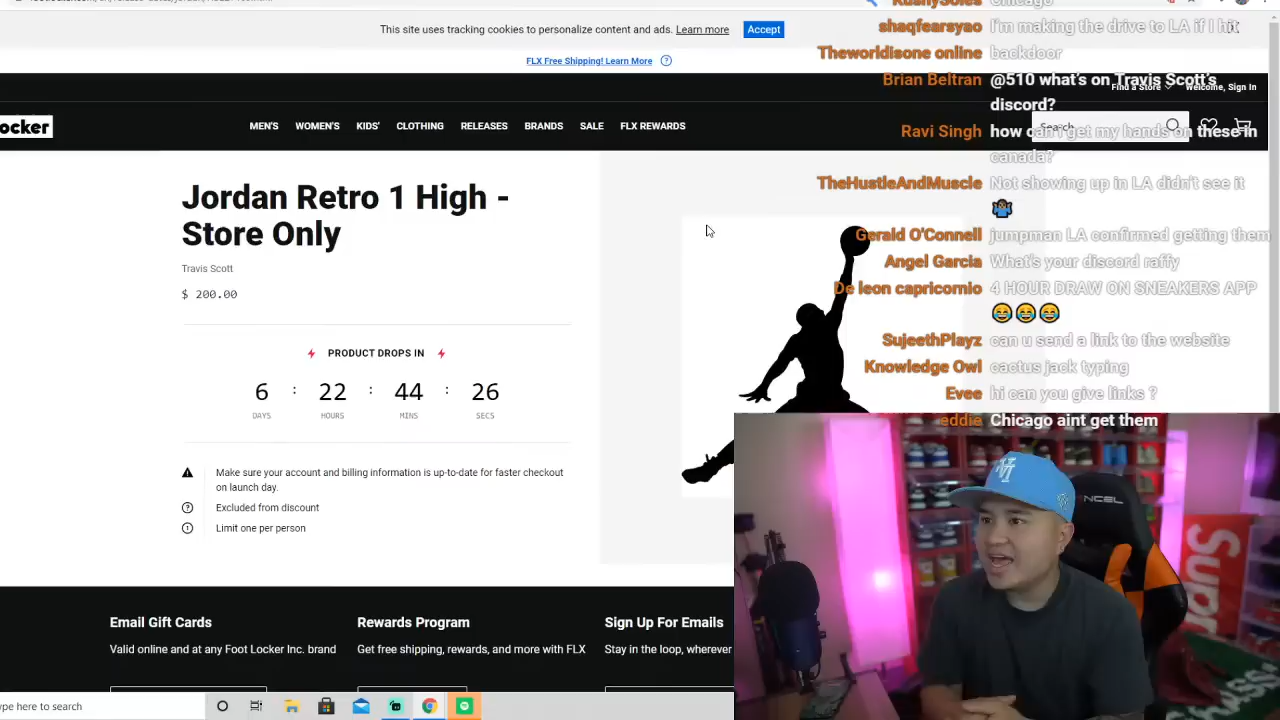 This site uses tracking cookies to personalize content and ads. Learn more Accept
FLX Free Shipping! Learn More ?
Find a Store Welcome, Sign In
ocker MEN'S WOMEN'S KIDS' CLOTHING RELEASES BRANDS SALE FLX REWARDS Search
Jordan Retro 1 High -
Store Only
Travis Scott
$ 200.00
PRODUCT DROPS IN
6 : 22 : 44 : 26
DAYS HOURS MINS SECS
Make sure your account and billing information is up-to-date for faster checkout
on launch day.
Excluded from discount
Limit one per person
Email Gift Cards Rewards Program Sign Up For Emails
Valid online and at any Foot Locker Inc. brand Get free shipping, rewards, and more with FLX Stay in the loop, wherever
KushySoles Chicago
shaqfearsyao I'm making the drive to LA if I hit
Theworldisone online backdoor
Brian Beltran @510 what's on Travis Scott's
discord?
Ravi Singh how can i get my hands on these in
canada?
TheHustleAndMuscle Not showing up in LA didn't see it
🤷🏽‍♂️
Gerald O'Connell jumpman LA confirmed getting them
Angel Garcia What's your discord raffy
De leon capricornio 4 HOUR DRAW ON SNEAKERS APP
😂😂😂
SujeethPlayz can u send a link to the website
Knowledge Owl cactus jack typing
Evee hi can you give links ?
eddie Chicago aint get them
NCEL
Supr
ype here to search